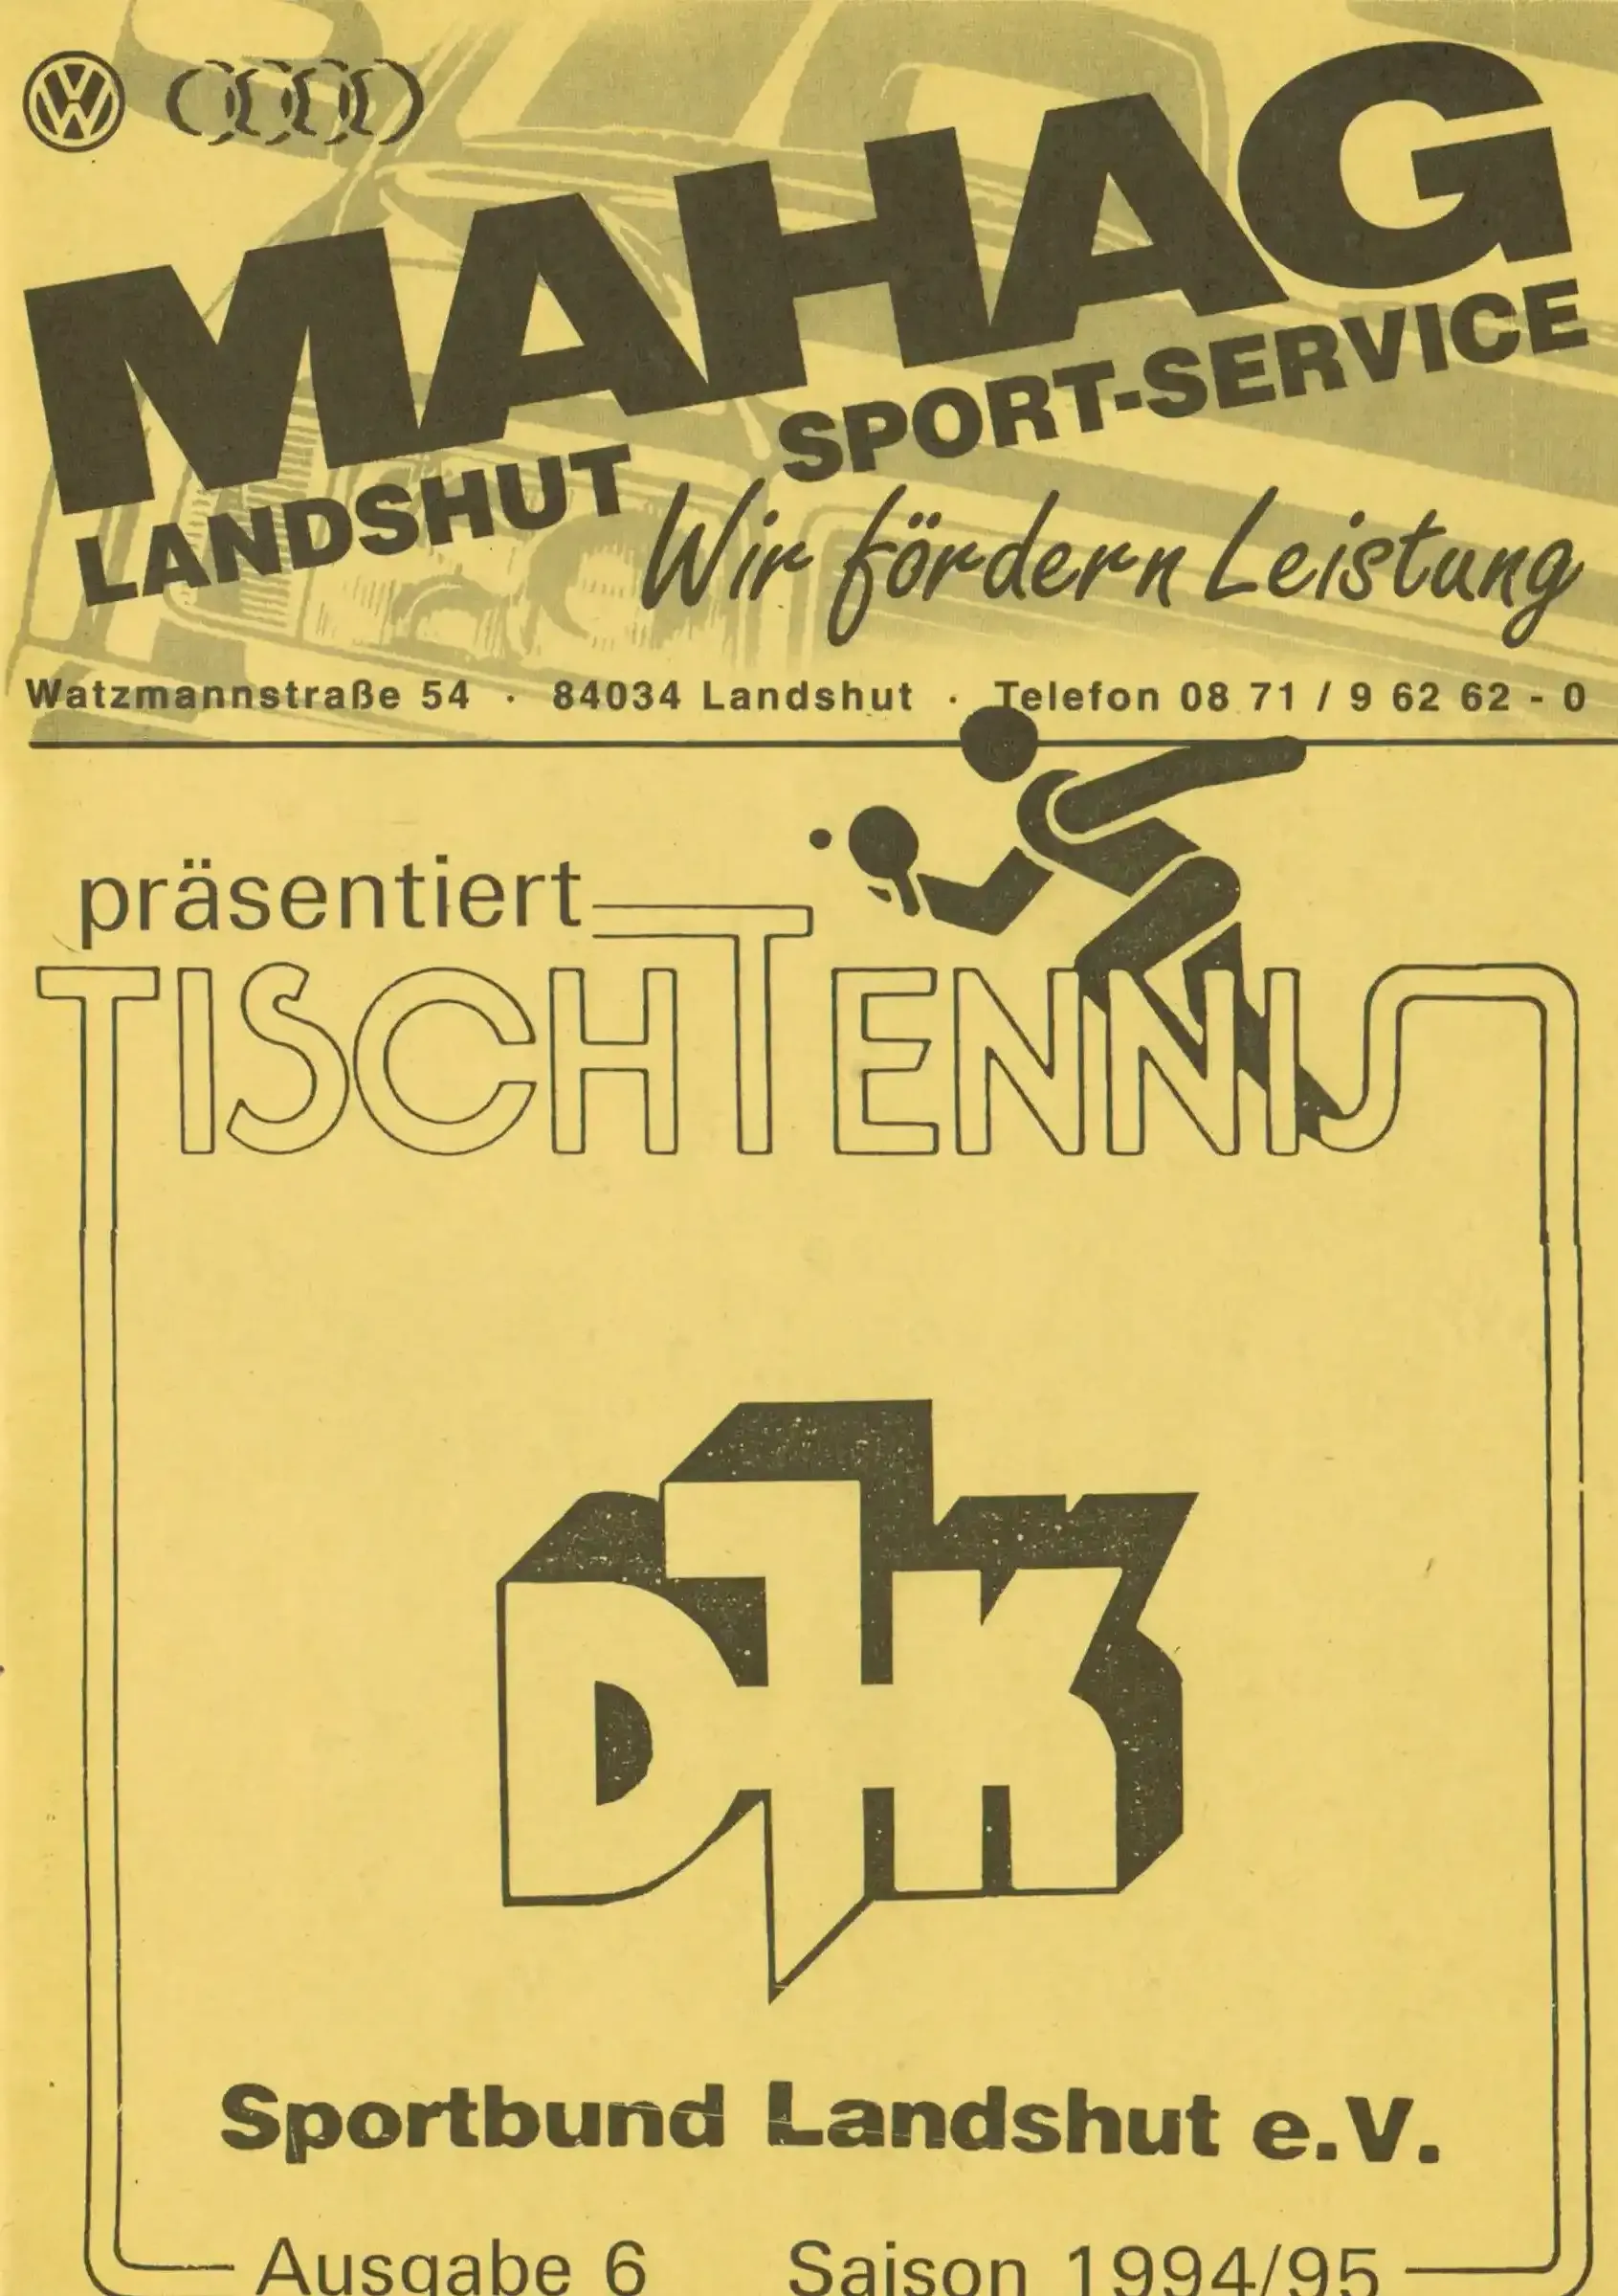 MAHAG
LANDSHUT SPORT-SERVICE
Wir fördern Leistung
Watzmannstraße 54 · 84034 Landshut · Telefon 08 71 / 9 62 62 - 0
präsentiert
TISCHTENNIS
DJK
Sportbund Landshut e.V.
Ausgabe 6 Saison 1994/95